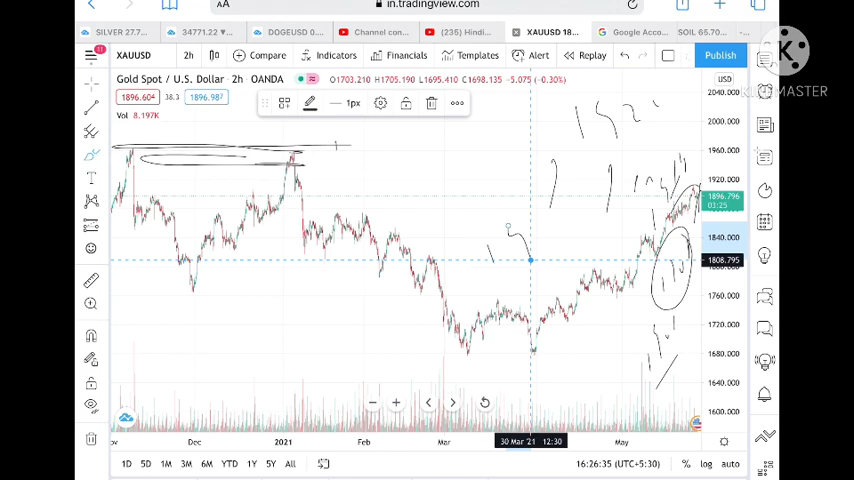 in.tradingview.com
SILVER 27.7...
34771.22
DOGEUSD 0....
Channel con...
(235) Hindi...
XAUUSD 18...
Google Acco...
SOIL 65.70...
XAUUSD
2h
Compare
Indicators
Financials
Templates
Alert
Replay
Publish
11
Gold Spot / U.S. Dollar · 2h · OANDA
O1703.210 H1705.190 L1695.410 C1698.135 −5.075 (−0.30%)
USD
1896.604
38.3
1896.987
Vol 8.197K
1px
KINEMASTER
2040.000
2000.000
1960.000
1920.000
1896.796
03:25
1840.000
1808.795
1760.000
1720.000
1680.000
1640.000
1600.000
Dec
2021
Feb
Mar
30 Mar '21 12:30
May
1D 5D 1M 3M 6M YTD 1Y 5Y All
16:26:35 (UTC+5:30)
% log auto